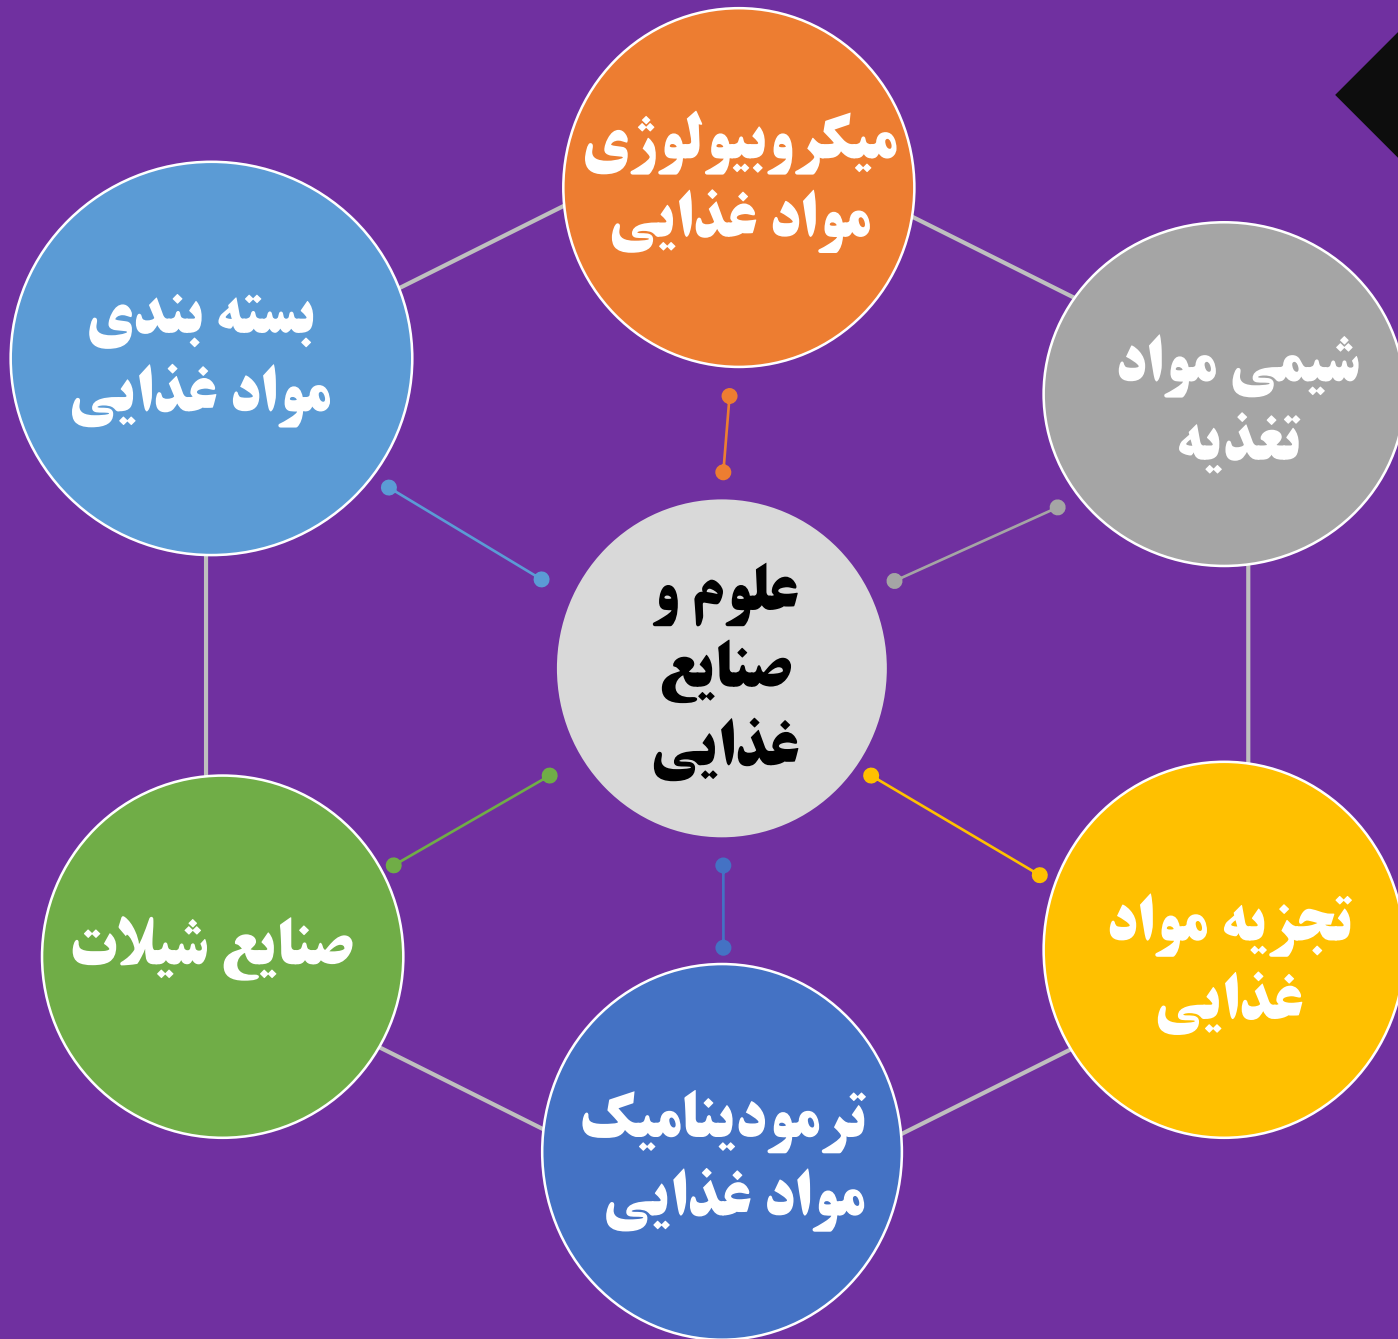 میکروبیولوژی
مواد غذایی
شیمی مواد
تغذیه
بسته بندی
مواد غذایی
علوم و
صنایع
غذایی
تجزیه مواد
غذایی
صنایع شیلات
ترمودینامیک
مواد غذایی